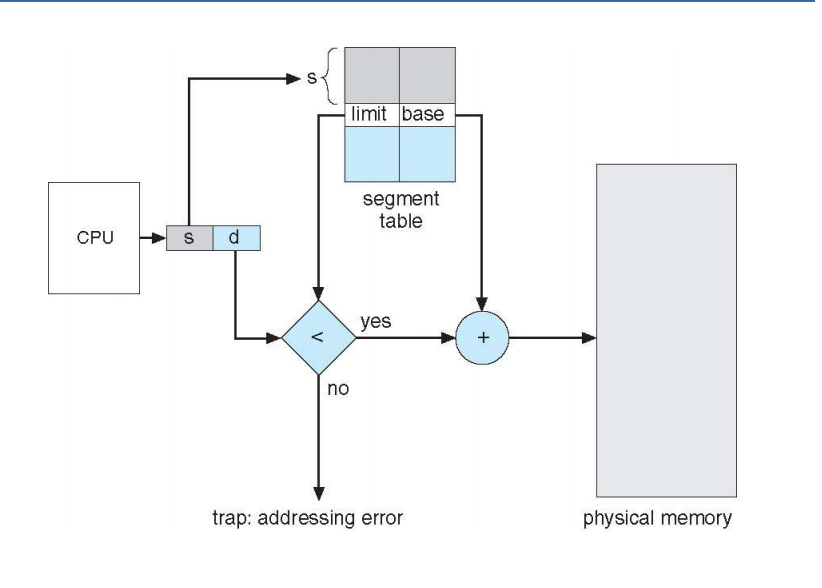 s
limit base
segment
table
CPU
s d
<
yes
+
no
trap: addressing error
physical memory